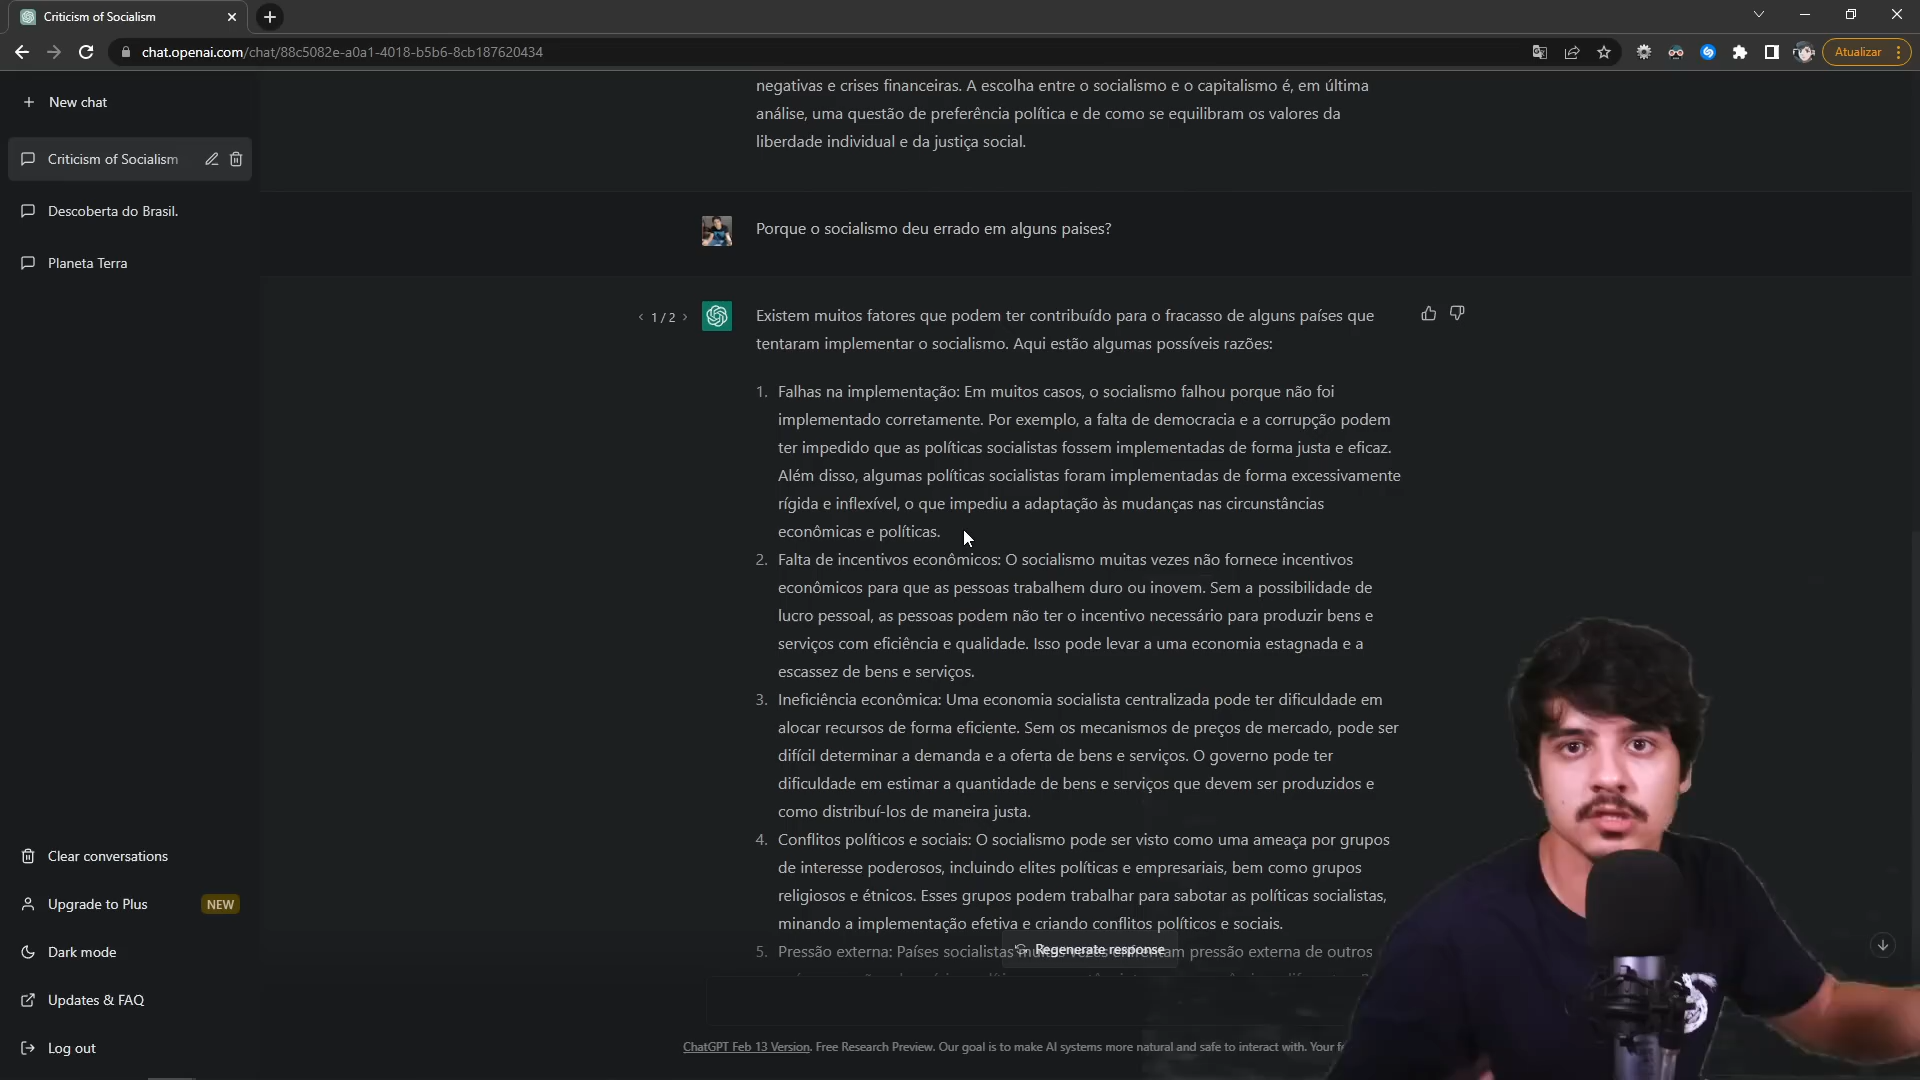 Criticism of Socialism
chat.openai.com/chat/88c5082e-a0a1-4018-b5b6-8cb187620434
Atualizar
New chat
Criticism of Socialism
Descoberta do Brasil.
Planeta Terra
Clear conversations
Upgrade to Plus
NEW
Dark mode
Updates & FAQ
Log out
negativas e crises financeiras. A escolha entre o socialismo e o capitalismo é, em última
análise, uma questão de preferência política e de como se equilibram os valores da
liberdade individual e da justiça social.
Porque o socialismo deu errado em alguns paises?
1 / 2
Existem muitos fatores que podem ter contribuído para o fracasso de alguns países que
tentaram implementar o socialismo. Aqui estão algumas possíveis razões:
1. Falhas na implementação: Em muitos casos, o socialismo falhou porque não foi
implementado corretamente. Por exemplo, a falta de democracia e a corrupção podem
ter impedido que as políticas socialistas fossem implementadas de forma justa e eficaz.
Além disso, algumas políticas socialistas foram implementadas de forma excessivamente
rígida e inflexível, o que impediu a adaptação às mudanças nas circunstâncias
econômicas e políticas.
2. Falta de incentivos econômicos: O socialismo muitas vezes não fornece incentivos
econômicos para que as pessoas trabalhem duro ou inovem. Sem a possibilidade de
lucro pessoal, as pessoas podem não ter o incentivo necessário para produzir bens e
serviços com eficiência e qualidade. Isso pode levar a uma economia estagnada e a
escassez de bens e serviços.
3. Ineficiência econômica: Uma economia socialista centralizada pode ter dificuldade em
alocar recursos de forma eficiente. Sem os mecanismos de preços de mercado, pode ser
difícil determinar a demanda e a oferta de bens e serviços. O governo pode ter
dificuldade em estimar a quantidade de bens e serviços que devem ser produzidos e
como distribuí-los de maneira justa.
4. Conflitos políticos e sociais: O socialismo pode ser visto como uma ameaça por grupos
de interesse poderosos, incluindo elites políticas e empresariais, bem como grupos
religiosos e étnicos. Esses grupos podem trabalhar para sabotar as políticas socialistas,
minando a implementação efetiva e criando conflitos políticos e sociais.
5. Pressão externa: Países socialistas muitas vezes enfrentam pressão externa de outros
Regenerate response
ChatGPT Feb 13 Version. Free Research Preview. Our goal is to make AI systems more natural and safe to interact with. Your